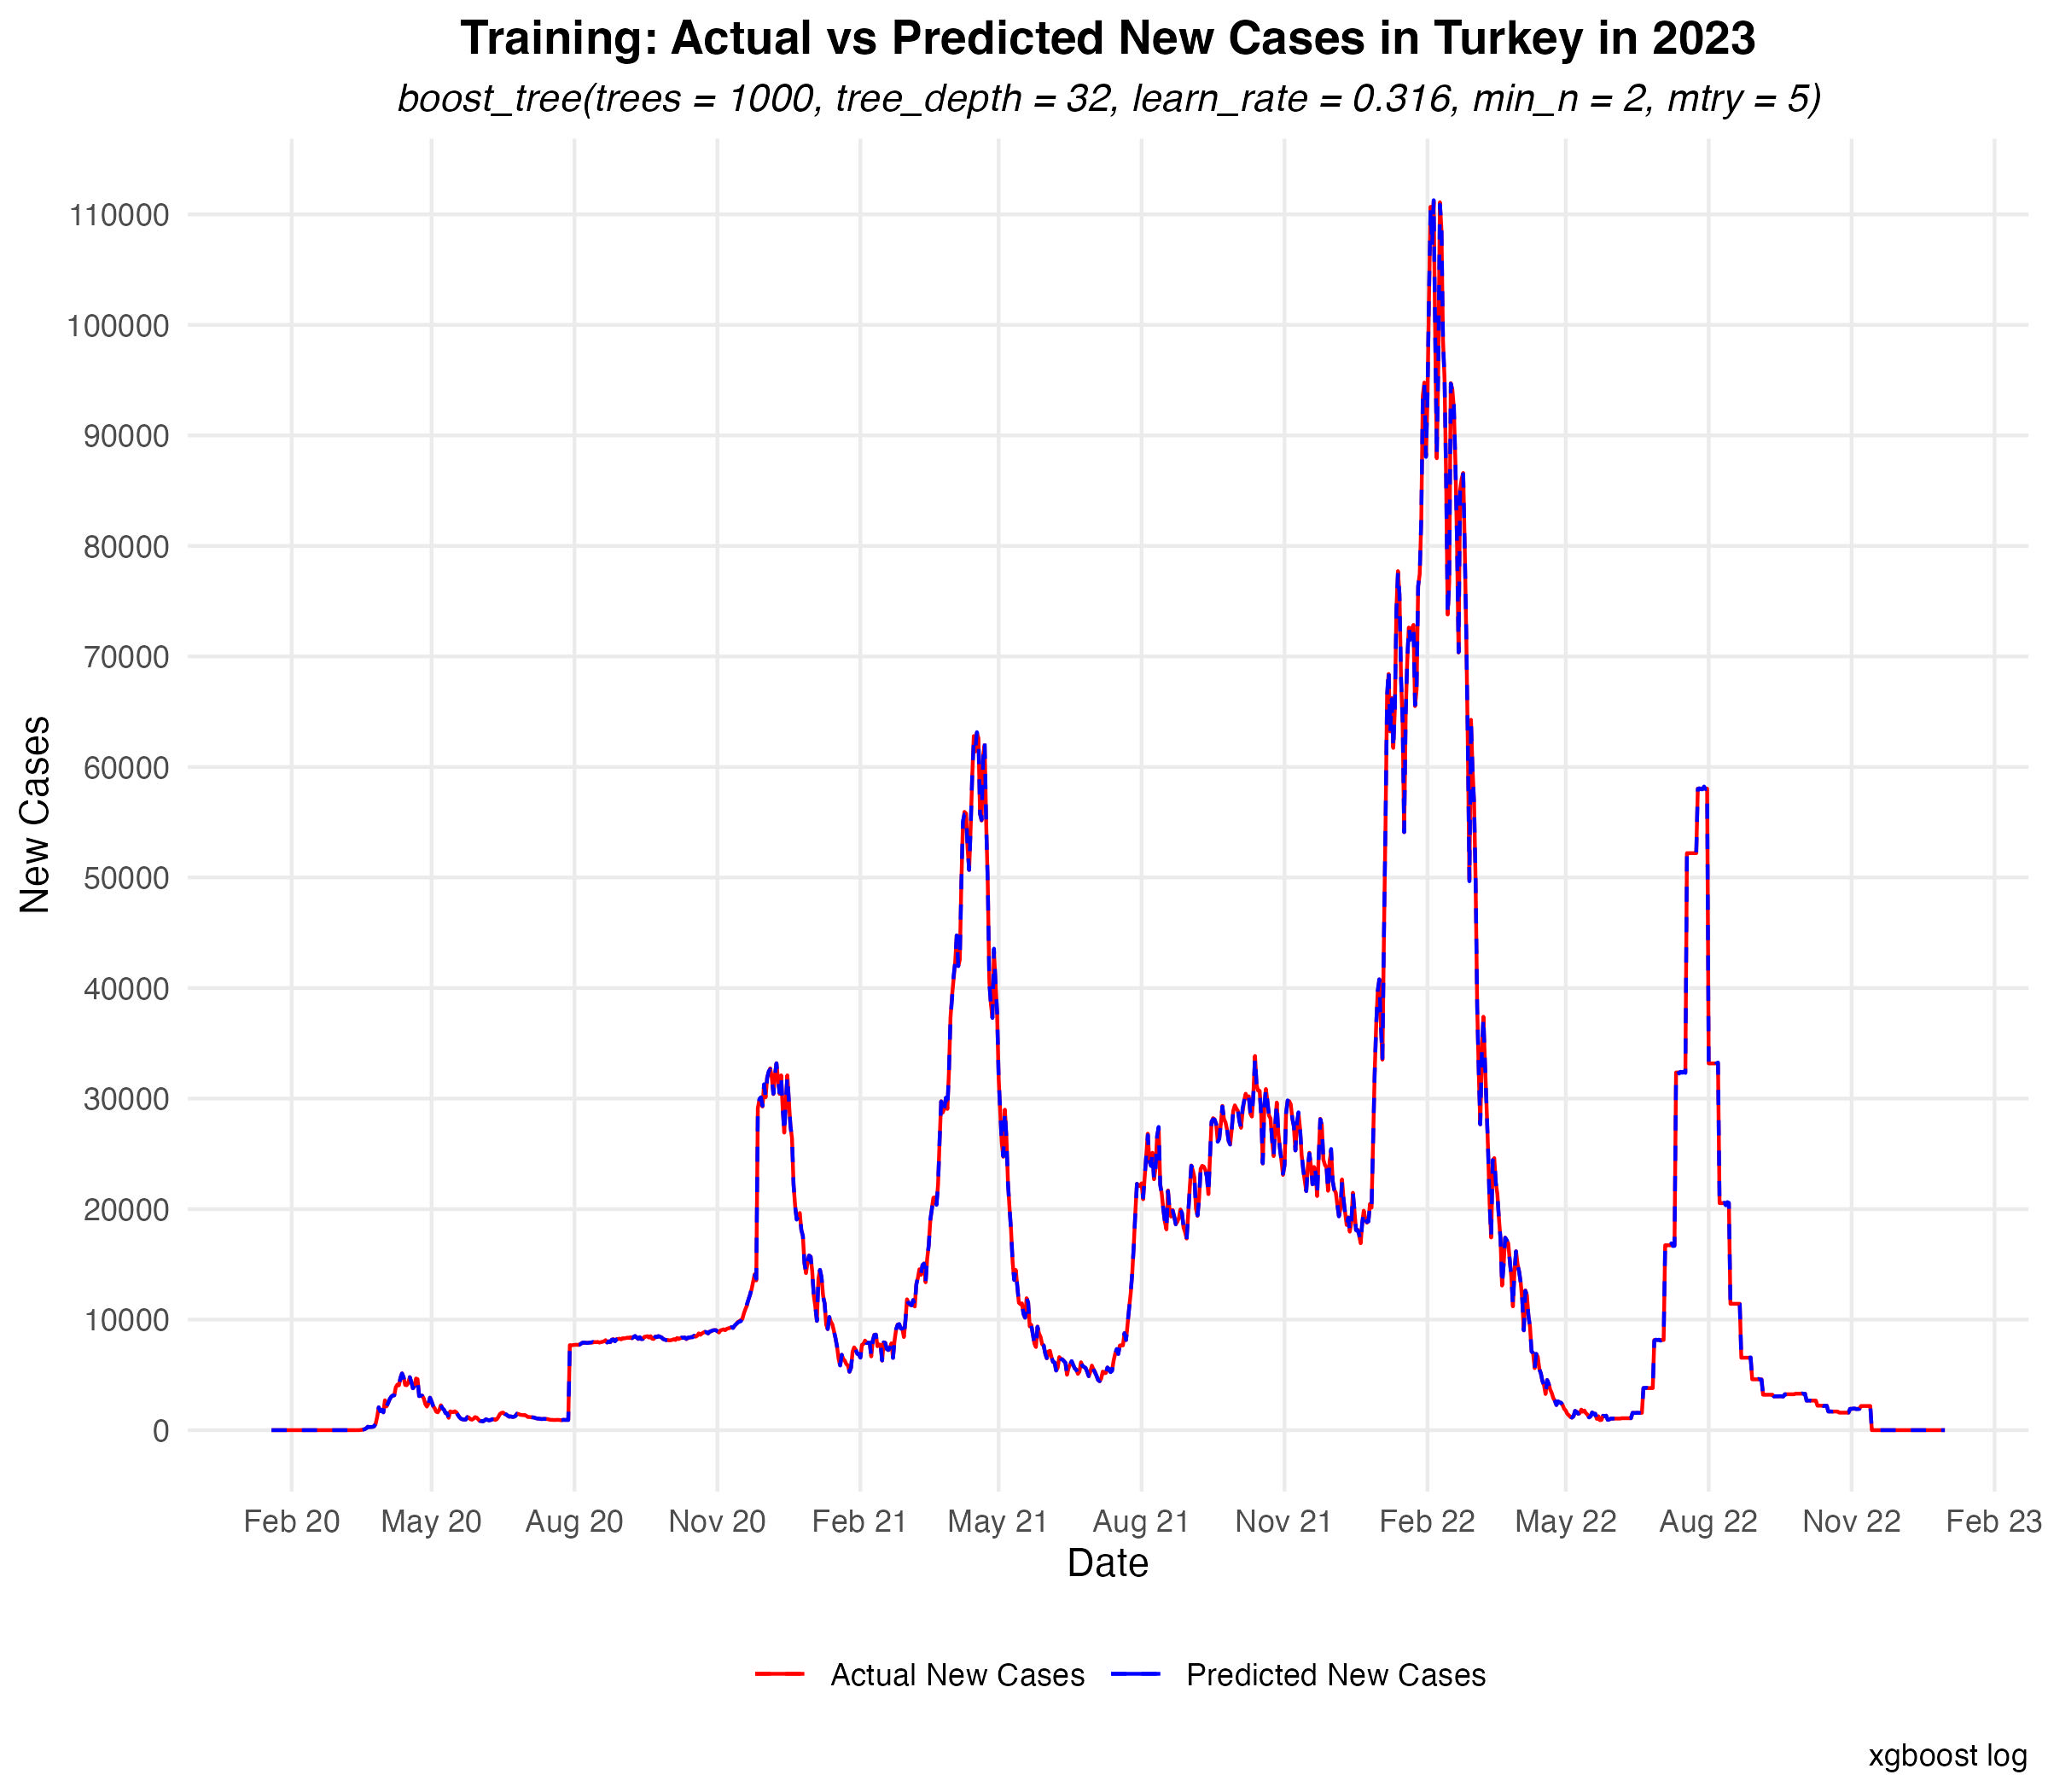 Training: Actual vs Predicted New Cases in Turkey in 2023
boost_tree(trees = 1000, tree_depth = 32, learn_rate = 0.316, min_n = 2, mtry = 5)
New Cases
110000
100000
90000
80000
70000
60000
50000
40000
30000
20000
10000
0
Feb 20 May 20 Aug 20 Nov 20 Feb 21 May 21 Aug 21 Nov 21 Feb 22 May 22 Aug 22 Nov 22 Feb 23
Date
Actual New Cases Predicted New Cases
xgboost log